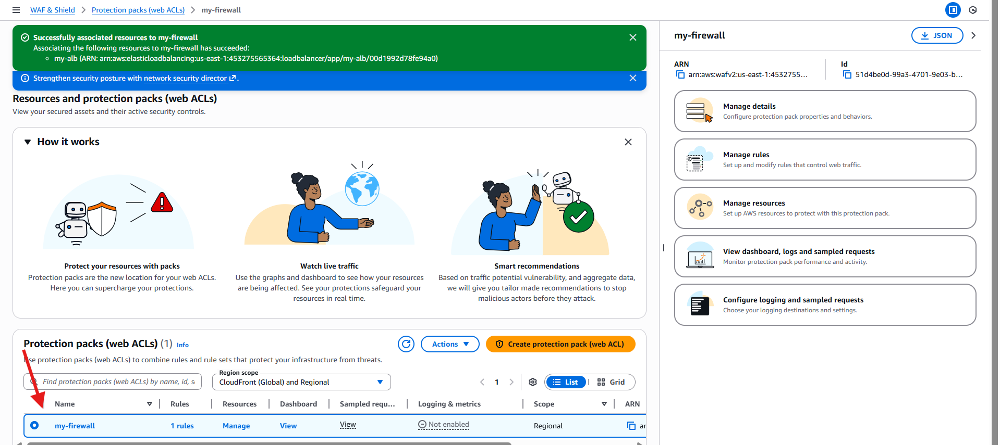 WAF & Shield > Protection packs (web ACLs) > my-firewall
Successfully associated resources to my-firewall
Associating the following resources to my-firewall has succeeded:
my-alb (ARN: arn:aws:elasticloadbalancing:us-east-1:453275565364:loadbalancer/app/my-alb/00d1992d78fe94a0)
Strengthen security posture with network security director .
Resources and protection packs (web ACLs)
View your secured assets and their active security controls.
How it works
Protect your resources with packs
Protection packs are the new location for your web ACLs.
Here you can supercharge your protections.
Watch live traffic
Use the graphs and dashboard to see how your resources
are being affected. See your protections safeguard your
resources in real time.
Smart recommendations
Based on traffic potential vulnerability, and aggregate data,
we will give you tailor made recommendations to stop
malicious actors before they attack.
Protection packs (web ACLs) (1) Info
Actions
Create protection pack (web ACL)
Use protection packs (web ACLs) to combine rules and rule sets that protect your infrastructure from threats.
Find protection packs (web ACLs) by name, id, s
Region scope
CloudFront (Global) and Regional
1
List
Grid
Name Rules Resources Dashboard Sampled requ... Logging & metrics Scope ARN
my-firewall 1 rules Manage View View Not enabled Regional ar
my-firewall
JSON
ARN
arn:aws:wafv2:us-east-1:4532755...
Id
51d4be0d-99a3-4701-9e03-b...
Manage details
Configure protection pack properties and behaviors.
Manage rules
Set up and modify rules that control web traffic.
Manage resources
Set up AWS resources to protect with this protection pack.
View dashboard, logs and sampled requests
Monitor protection pack performance and activity.
Configure logging and sampled requests
Choose your logging destinations and settings.